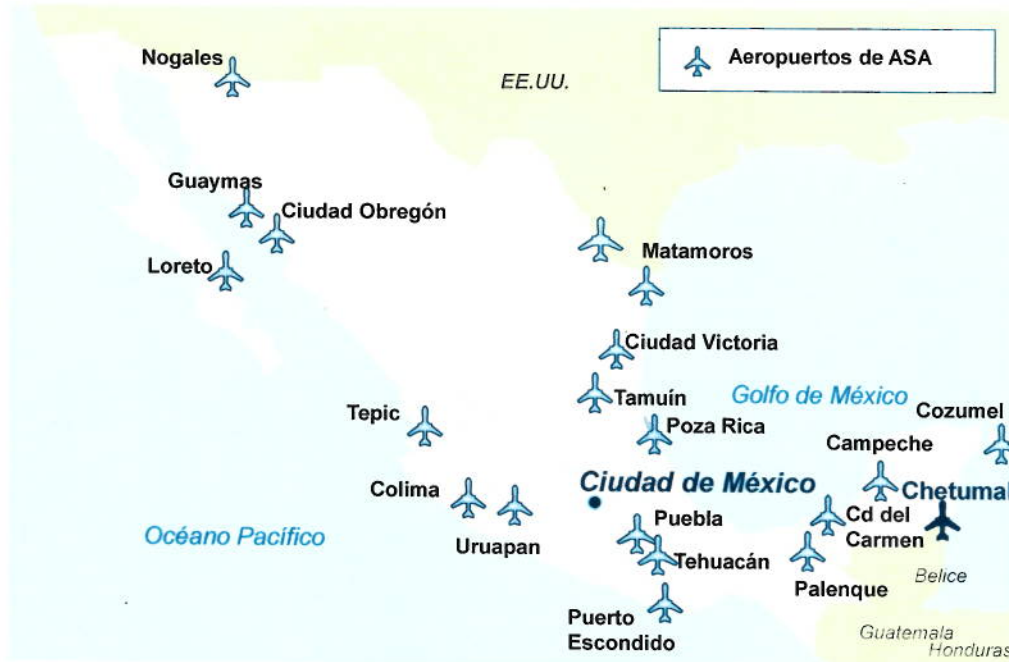 Nogales
EE.UU.
Aeropuertos de ASA
Guaymas
Ciudad Obregón
Loreto
Matamoros
Ciudad Victoria
Tamuín
Golfo de México
Tepic
Poza Rica
Cozumel
Campeche
Colima
Ciudad de México
Chetumal
Océano Pacífico
Uruapan
Puebla
Cd del
Carmen
Tehuacán
Palenque
Belice
Puerto
Escondido
Guatemala
Honduras